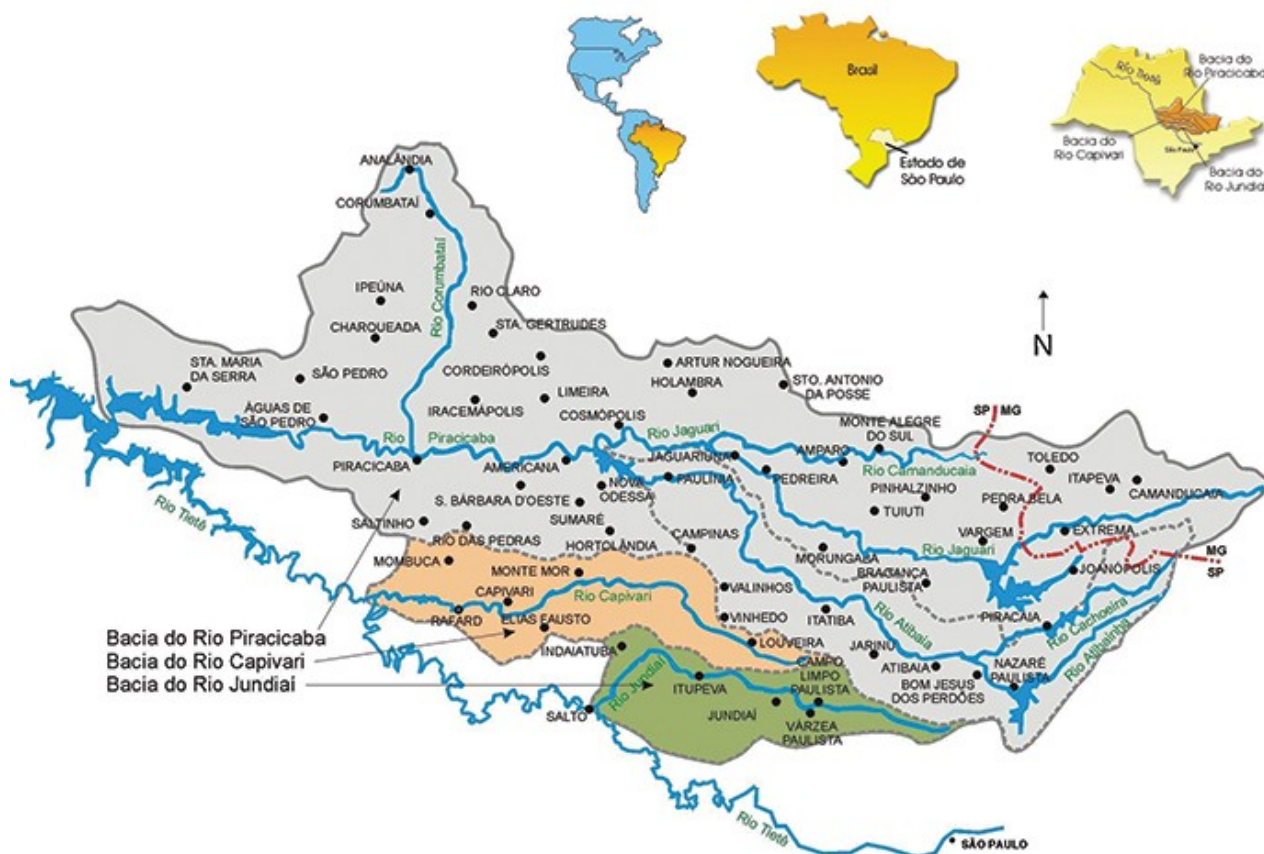 Brasil
Estado de
São Paulo
Rio Tietê
Bacia do
Rio Piracicaba
Bacia do
Rio Capivari
São Paulo
Bacia do
Rio Jundiaí
N
ANALÂNDIA
CORUMBATAÍ
Rio Corumbataí
IPEÚNA
RIO CLARO
CHARQUEADA
STA. GERTRUDES
STA. MARIA
DA SERRA
SÃO PEDRO
CORDEIRÓPOLIS
ARTUR NOGUEIRA
HOLAMBRA
STO. ANTONIO
DA POSSE
ÁGUAS DE
SÃO PEDRO
IRACEMÁPOLIS
LIMEIRA
COSMÓPOLIS
MONTE ALEGRE
DO SUL
SP
MG
Rio
Piracicaba
Rio Jaguari
PIRACICABA
AMERICANA
JAGUARIUNA
AMPARO
Rio Camanducaia
TOLEDO
ITAPEVA
CAMANDUCAIA
S. BÁRBARA D'OESTE
NOVA
ODESSA
PAULÍNIA
PEDREIRA
PINHALZINHO
PEDRA BELA
TUIUTI
SALTINHO
RIO DAS PEDRAS
SUMARÉ
HORTOLÂNDIA
CAMPINAS
MORUNGABA
Rio Jaguari
VARGEM
EXTREMA
MG
SP
Rio Tietê
MOMBUCA
MONTE MOR
CAPIVARI
Rio Capivari
VALINHOS
BRAGANÇA
PAULISTA
JOANÓPOLIS
RAFARD
ELIAS FAUSTO
VINHEDO
ITATIBA
Rio Atibaia
PIRACAIA
Rio Cachoeira
Rio Atibainha
Bacia do Rio Piracicaba
Bacia do Rio Capivari
Bacia do Rio Jundiaí
INDAIATUBA
LOUVEIRA
JARINU
ATIBAIA
NAZARÉ
PAULISTA
BOM JESUS
DOS PERDÕES
CAMPO
LIMPO
PAULISTA
Rio Jundiaí
ITUPEVA
JUNDIAÍ
VÁRZEA
PAULISTA
SALTO
Rio Tietê
SÃO PAULO